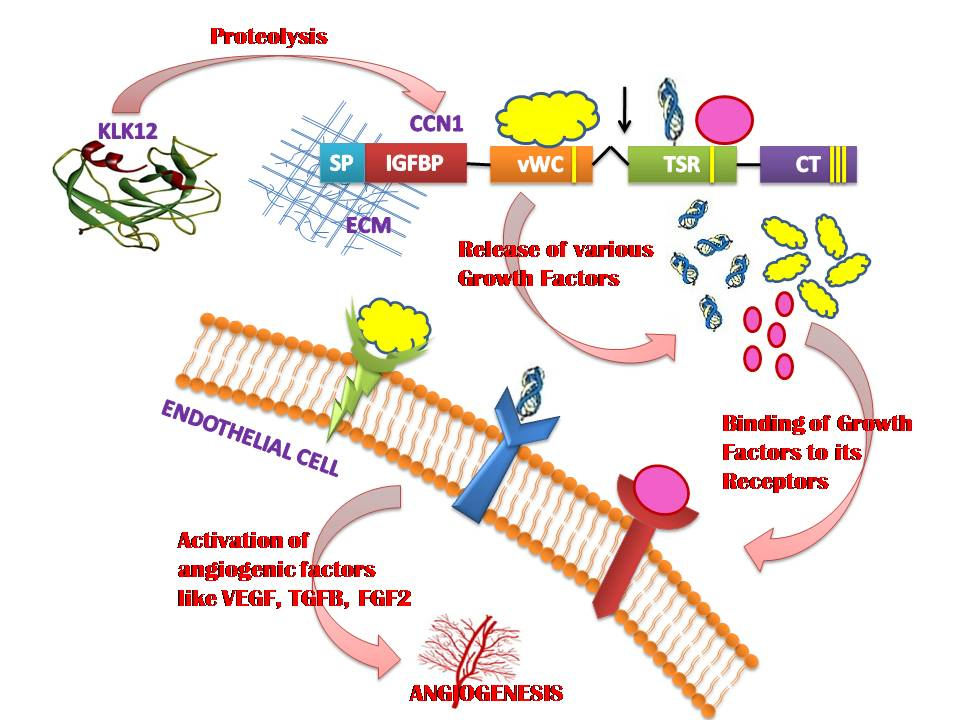 Proteolysis
KLK12
CCN1
SP
IGFBP
vWC
TSR
CT
ECM
Release of various
Growth Factors
ENDOTHELIAL CELL
Binding of Growth
Factors to its
Receptors
Activation of
angiogenic factors
like VEGF, TGFB, FGF2
ANGIOGENESIS